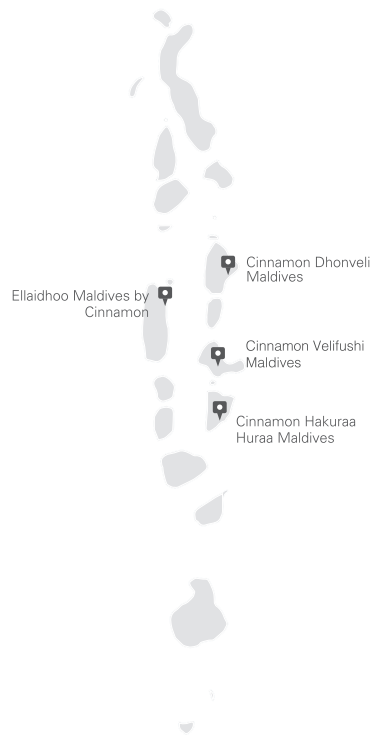 Cinnamon Dhonveli
Maldives
Ellaidhoo Maldives by
Cinnamon
Cinnamon Velifushi
Maldives
Cinnamon Hakuraa
Huraa Maldives